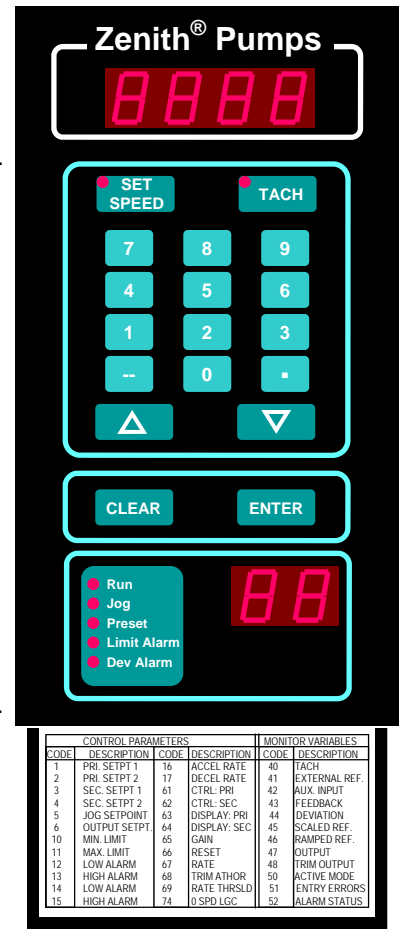 Zenith® Pumps
8888
SET SPEED TACH
7 8 9
4 5 6
1 2 3
-- 0 .
CLEAR ENTER
Run
Jog
Preset
Limit Alarm
Dev Alarm
88
CONTROL PARAMETERS MONITOR VARIABLES
CODE DESCRIPTION CODE DESCRIPTION CODE DESCRIPTION
1 PRI. SETPT 1 16 ACCEL RATE 40 TACH
2 PRI. SETPT 2 17 DECEL RATE 41 EXTERNAL REF.
3 SEC. SETPT 1 61 CTRL: PRI 42 AUX. INPUT
4 SEC. SETPT 2 62 CTRL: SEC 43 FEEDBACK
5 JOG SETPOINT 63 DISPLAY: PRI 44 DEVIATION
6 OUTPUT SETPT. 64 DISPLAY: SEC 45 SCALED REF.
10 MIN. LIMIT 65 GAIN 46 RAMPED REF.
11 MAX. LIMIT 66 RESET 47 OUTPUT
12 LOW ALARM 67 RATE 48 TRIM OUTPUT
13 HIGH ALARM 68 TRIM ATHOR 50 ACTIVE MODE
14 LOW ALARM 69 RATE THRSLD 51 ENTRY ERRORS
15 HIGH ALARM 74 0 SPD LGC 52 ALARM STATUS